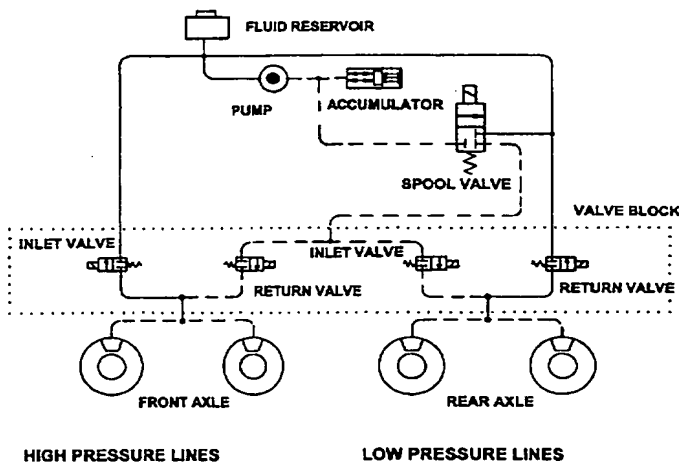 FLUID RESERVOIR
PUMP
ACCUMULATOR
SPOOL VALVE
VALVE BLOCK
INLET VALVE
INLET VALVE
RETURN VALVE
RETURN VALVE
FRONT AXLE
REAR AXLE
HIGH PRESSURE LINES
LOW PRESSURE LINES